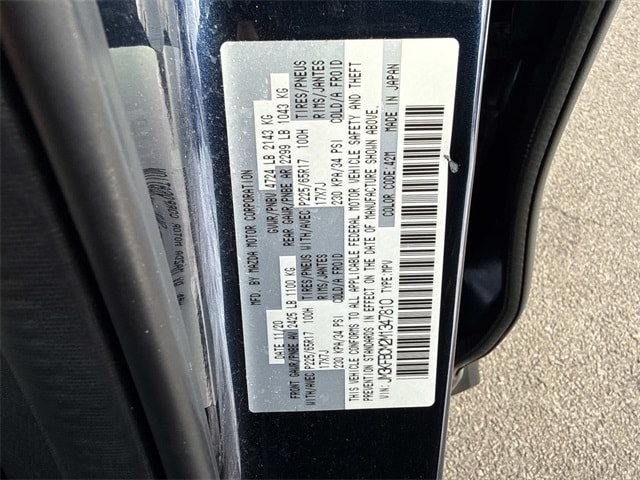 MFD. BY MAZDA MOTOR CORPORATION
DATE 11/20 GVWR/PNBV 4724 LB 2143 KG
FRONT GAWR/PNBE AV 2425 LB 1100 KG REAR GAWR/PNBE AR 2299 LB 1043 KG
WITH/AVEC P225/65R17 100H TIRES/PNEUS WITH/AVEC P225/65R17 100H TIRES/PNEUS
17X7J RIMS/JANTES 17X7J RIMS/JANTES
230 KPA/34 PSI COLD/A FROID 230 KPA/34 PSI COLD/A FROID
THIS VEHICLE CONFORMS TO ALL APPLICABLE FEDERAL MOTOR VEHICLE SAFETY AND THEFT
PREVENTION STANDARDS IN EFFECT ON THE DATE OF MANUFACTURE SHOWN ABOVE.
TYPE:MPV COLOR CODE:42M MADE IN JAPAN